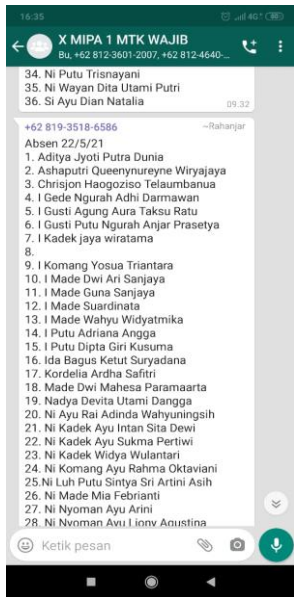 16:35
4G+
X MIPA 1 MTK WAJIB
Bu, +62 812-3601-2007, +62 812-4640-...
34. Ni Putu Trisnayani
35. Ni Wayan Dita Utami Putri
36. Si Ayu Dian Natalia
09.32
+62 819-3518-6586 ~Rahanjar
Absen 22/5/21
1. Aditya Jyoti Putra Dunia
2. Ashaputri Queenynureyne Wiryajaya
3. Chrisjon Haogoziso Telaumbanua
4. I Gede Ngurah Adhi Darmawan
5. I Gusti Agung Aura Taksu Ratu
6. I Gusti Putu Ngurah Anjar Prasetya
7. I Kadek jaya wiratama
8.
9. I Komang Yosua Triantara
10. I Made Dwi Ari Sanjaya
11. I Made Guna Sanjaya
12. I Made Suardinata
13. I Made Wahyu Widyatmika
14. I Putu Adriana Angga
15. I Putu Dipta Giri Kusuma
16. Ida Bagus Ketut Suryadana
17. Kordelia Ardha Safitri
18. Made Dwi Mahesa Paramaarta
19. Nadya Devita Utami Dangga
20. Ni Ayu Rai Adinda Wahyuningsih
21. Ni Kadek Ayu Intan Sita Dewi
22. Ni Kadek Ayu Sukma Pertiwi
23. Ni Kadek Widya Wulantari
24. Ni Komang Ayu Rahma Oktaviani
25.Ni Luh Putu Sintya Sri Artini Asih
26. Ni Made Mia Febrianti
27. Ni Nyoman Ayu Arini
28. Ni Nyoman Ayu Liony Agustina
Ketik pesan